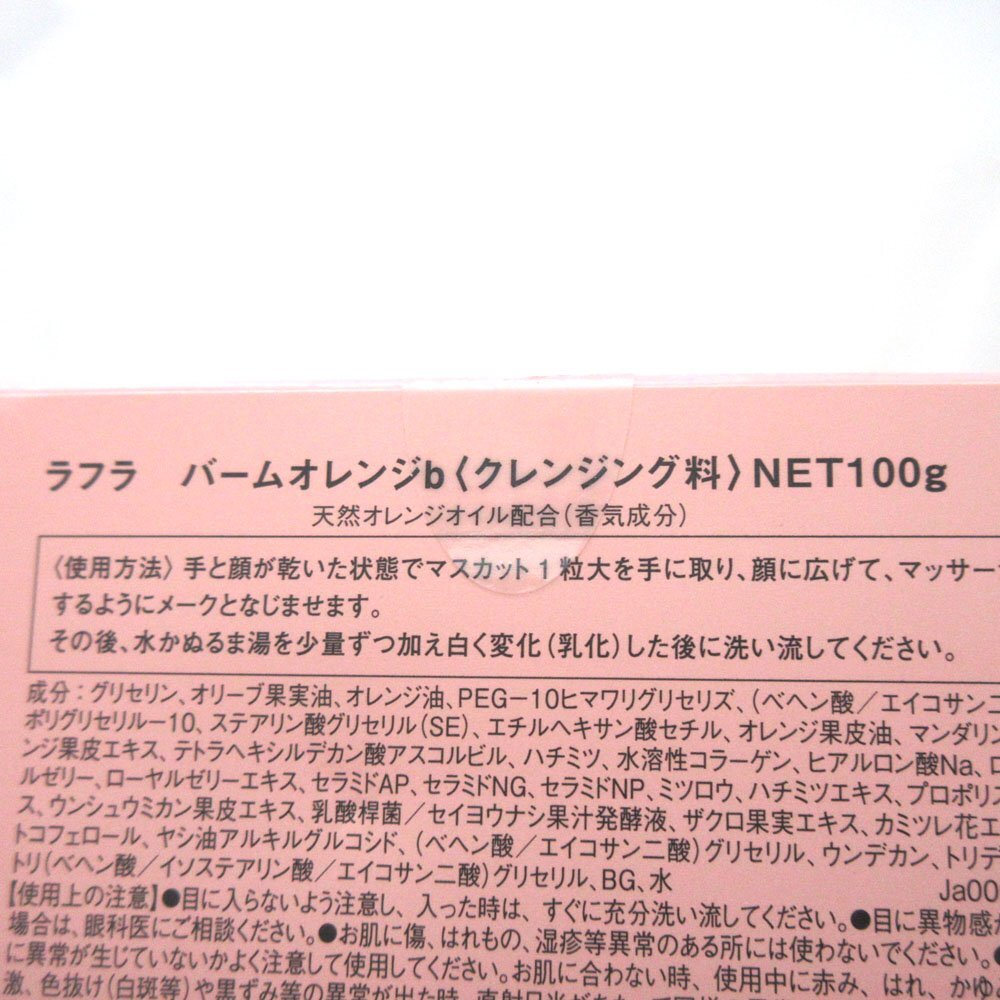 ラフラ　バームオレンジb〈クレンジング料〉NET100g
天然オレンジオイル配合(香気成分)
〈使用方法〉手と顔が乾いた状態でマスカット1粒大を手に取り、顔に広げて、マッサー
するようにメークとなじませます。
その後、水かぬるま湯を少量ずつ加え白く変化(乳化)した後に洗い流してください。
成分:グリセリン、オリーブ果実油、オレンジ油、PEG-10ヒマワリグリセリズ、(ベヘン酸／エイコサン二
ポリグリセリル-10、ステアリン酸グリセリル(SE)、エチルヘキサン酸セチル、オレンジ果皮油、マンダリン
ンジ果皮エキス、テトラヘキシルデカン酸アスコルビル、ハチミツ、水溶性コラーゲン、ヒアルロン酸Na、ロ
ルゼリー、ローヤルゼリーエキス、セラミドAP、セラミドNG、セラミドNP、ミツロウ、ハチミツエキス、プロポリ
ス、ウンシュウミカン果皮エキス、乳酸桿菌／セイヨウナシ果汁発酵液、ザクロ果実エキス、カミツレ花エ
トコフェロール、ヤシ油アルキルグルコシド、(ベヘン酸／エイコサン二酸)グリセリル、ウンデカン、トリデ
トリ(ベヘン酸／イソステアリン酸／エイコサン二酸)グリセリル、BG、水
Ja00
【使用上の注意】●目に入らないよう注意し、入った時は、すぐに充分洗い流してください。●目に異物感
場合は、眼科医にご相談ください。●お肌に傷、はれもの、湿疹等異常のある所には使わないでください。●
に異常が生じていないかよく注意して使用してください。お肌に合わない時、使用中に赤み、はれ、かゆ
激、色抜け(白斑等)や黒ずみ等の異常が出た時、直射日光が